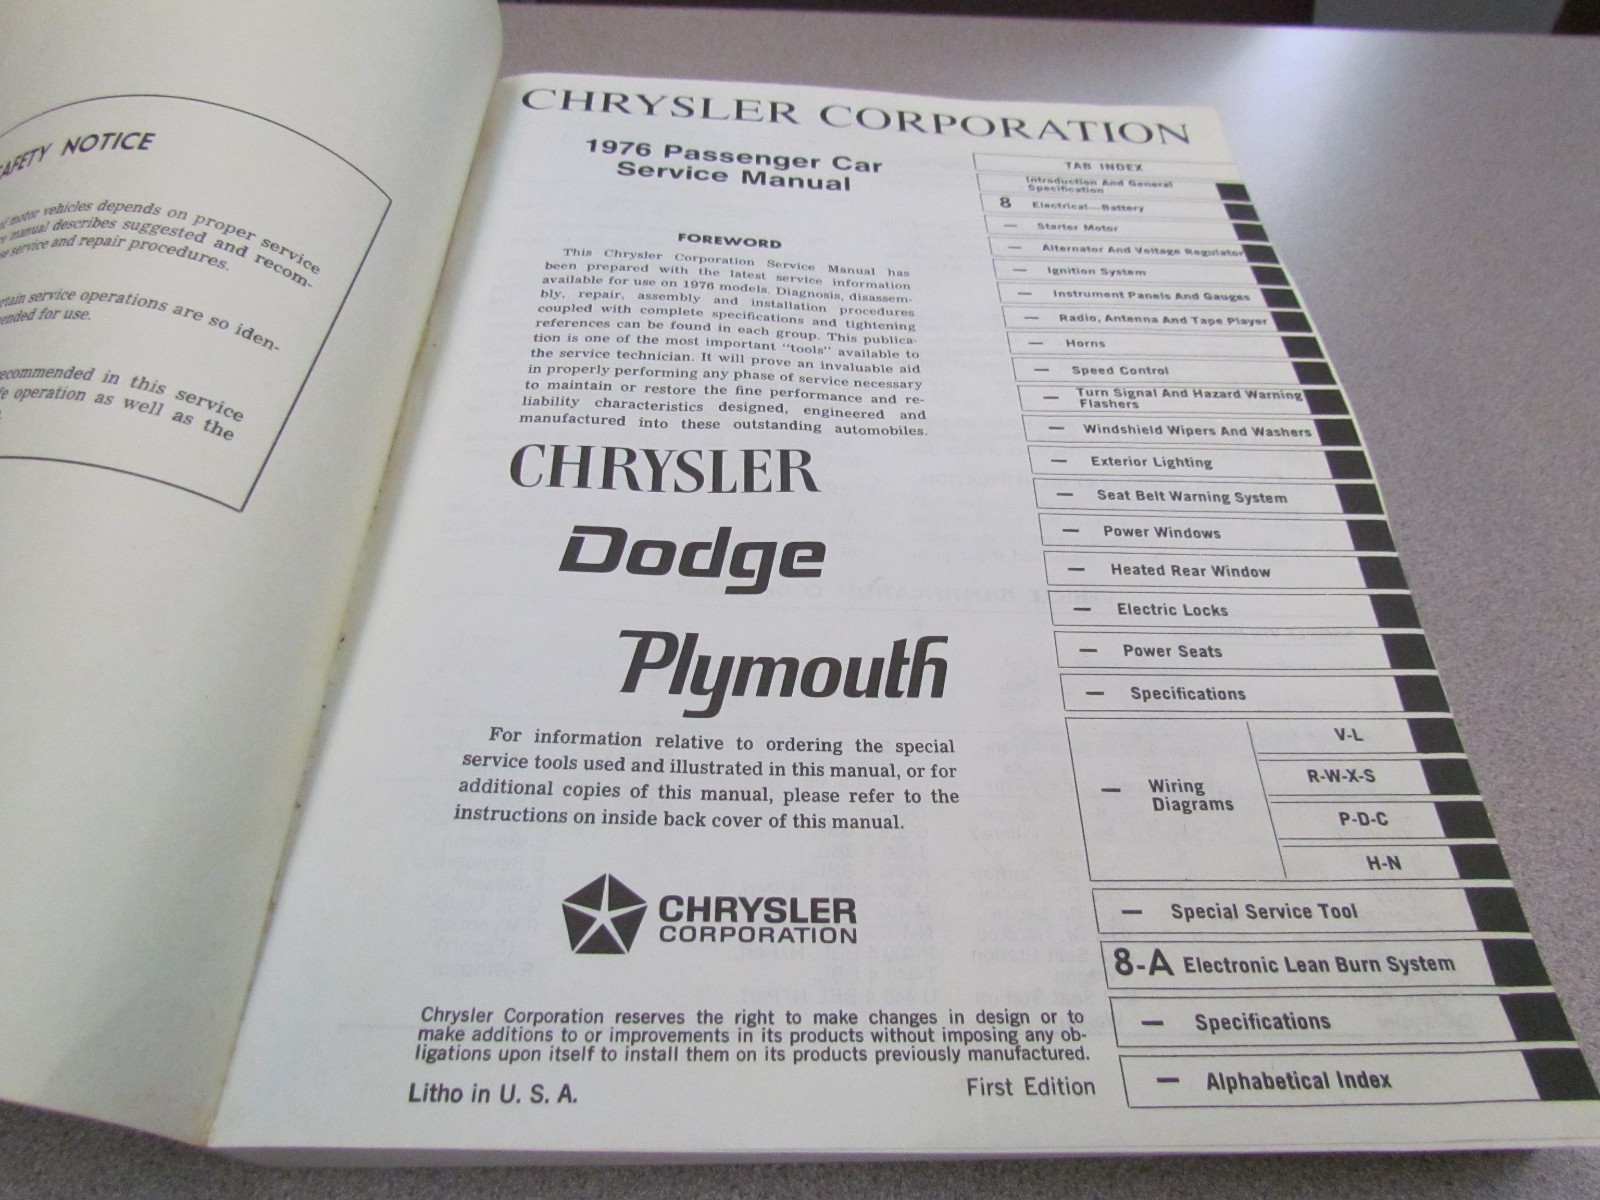 SAFETY NOTICE
motor vehicles depends on proper service
manual describes suggested and recom-
service and repair procedures.
service operations are so iden-
for use.
recommended in this service
operation as well as the
CHRYSLER CORPORATION
1976 Passenger Car
Service Manual
FOREWORD
This Chrysler Corporation Service Manual has
been prepared with the latest service information
available for use on 1976 models. Diagnosis, disassem-
bly, repair, assembly and installation procedures
coupled with complete specifications and tightening
references can be found in each group. This publica-
tion is one of the most important "tools" available to
the service technician. It will prove an invaluable aid
in properly performing any phase of service necessary
to maintain or restore the fine performance and re-
liability characteristics designed, engineered and
manufactured into these outstanding automobiles.
CHRYSLER
Dodge
Plymouth
For information relative to ordering the special
service tools used and illustrated in this manual, or for
additional copies of this manual, please refer to the
instructions on inside back cover of this manual.
CHRYSLER
CORPORATION
Chrysler Corporation reserves the right to make changes in design or to
make additions to or improvements in its products without imposing any ob-
ligations upon itself to install them on its products previously manufactured.
Litho in U. S. A.
First Edition
TAB INDEX
Introduction And General
Specification
8 Electrical—Battery
— Starter Motor
— Alternator And Voltage Regulator
— Ignition System
— Instrument Panels And Gauges
— Radio, Antenna And Tape Player
— Horns
— Speed Control
— Turn Signal And Hazard Warning
Flashers
— Windshield Wipers And Washers
— Exterior Lighting
— Seat Belt Warning System
— Power Windows
— Heated Rear Window
— Electric Locks
— Power Seats
— Specifications
— Wiring
Diagrams
V-L
R-W-X-S
P-D-C
H-N
— Special Service Tool
8-A Electronic Lean Burn System
— Specifications
— Alphabetical Index